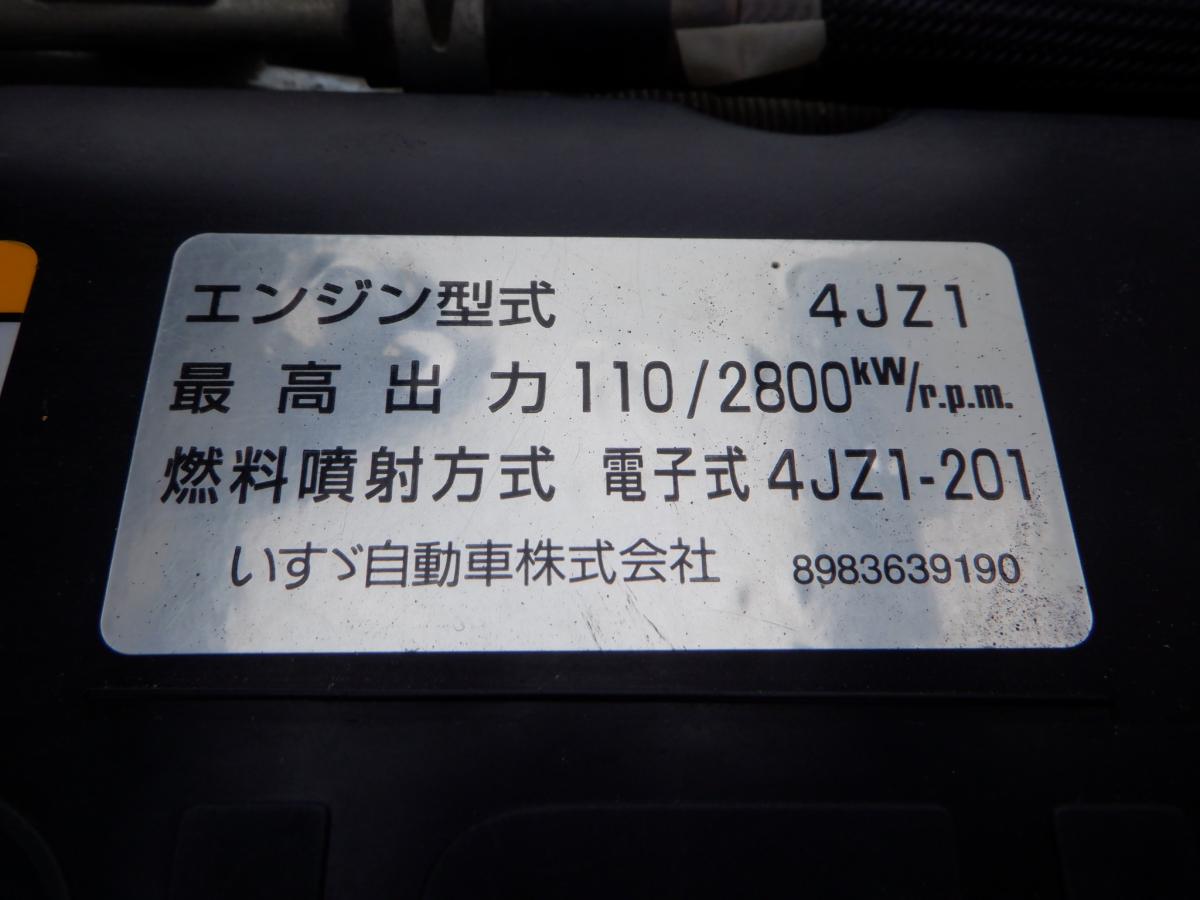 エンジン型式 4JZ1
最高出力 110/2800kW/r.p.m.
燃料噴射方式 電子式 4JZ1-201
いすゞ自動車株式会社 8983639190